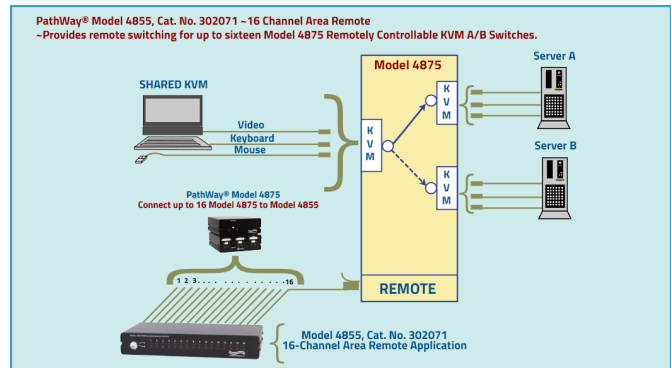 PathWay® Model 4855, Cat. No. 302071 ~16 Channel Area Remote
~Provides remote switching for up to sixteen Model 4875 Remotely Controllable KVM A/B Switches.
Model 4875
Server A
SHARED KVM
K
V
M
Video
Keyboard
Mouse
K
V
M
Server B
K
V
M
PathWay® Model 4875
Connect up to 16 Model 4875 to Model 4855
1 2 3 . . . . . . . . . . . . . 16
REMOTE
Model 4855, Cat. No. 302071
16-Channel Area Remote Application